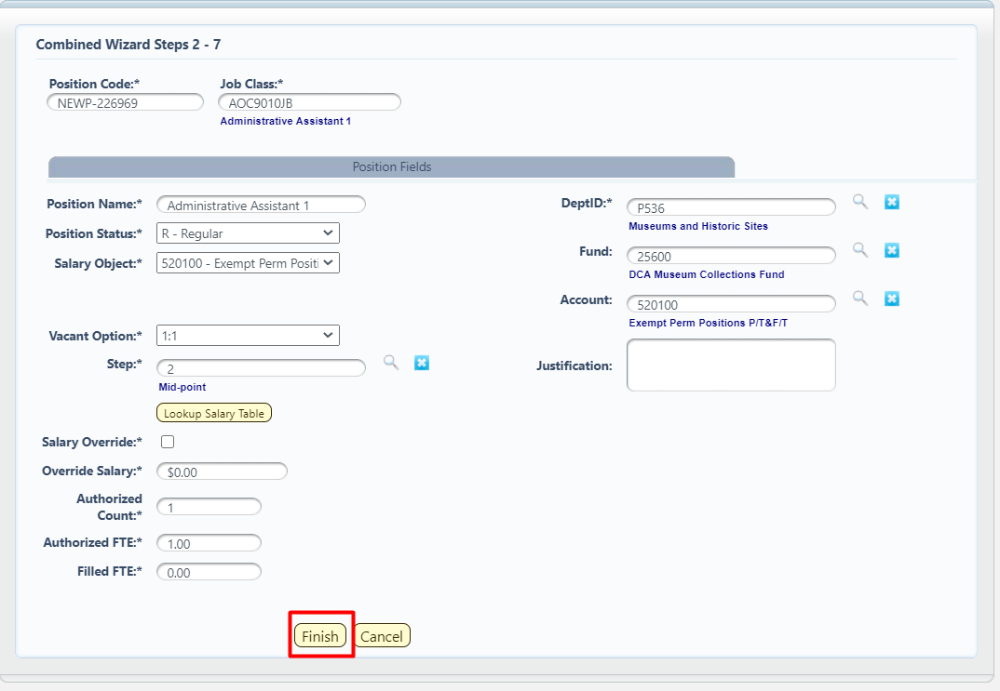 Combined Wizard Steps 2 - 7
Position Code:* Job Class:*
NEWP-226969 AOC9010JB
Administrative Assistant 1
Position Fields
Position Name:* Administrative Assistant 1
Position Status:* R - Regular
Salary Object:* 520100 - Exempt Perm Positi
Vacant Option:* 1:1
Step:* 2
Mid-point
Lookup Salary Table
Salary Override:*
Override Salary:* $0.00
Authorized
Count:* 1
Authorized FTE:* 1.00
Filled FTE:* 0.00
DeptID:* P536
Museums and Historic Sites
Fund: 25600
DCA Museum Collections Fund
Account: 520100
Exempt Perm Positions P/T&F/T
Justification:
Finish Cancel